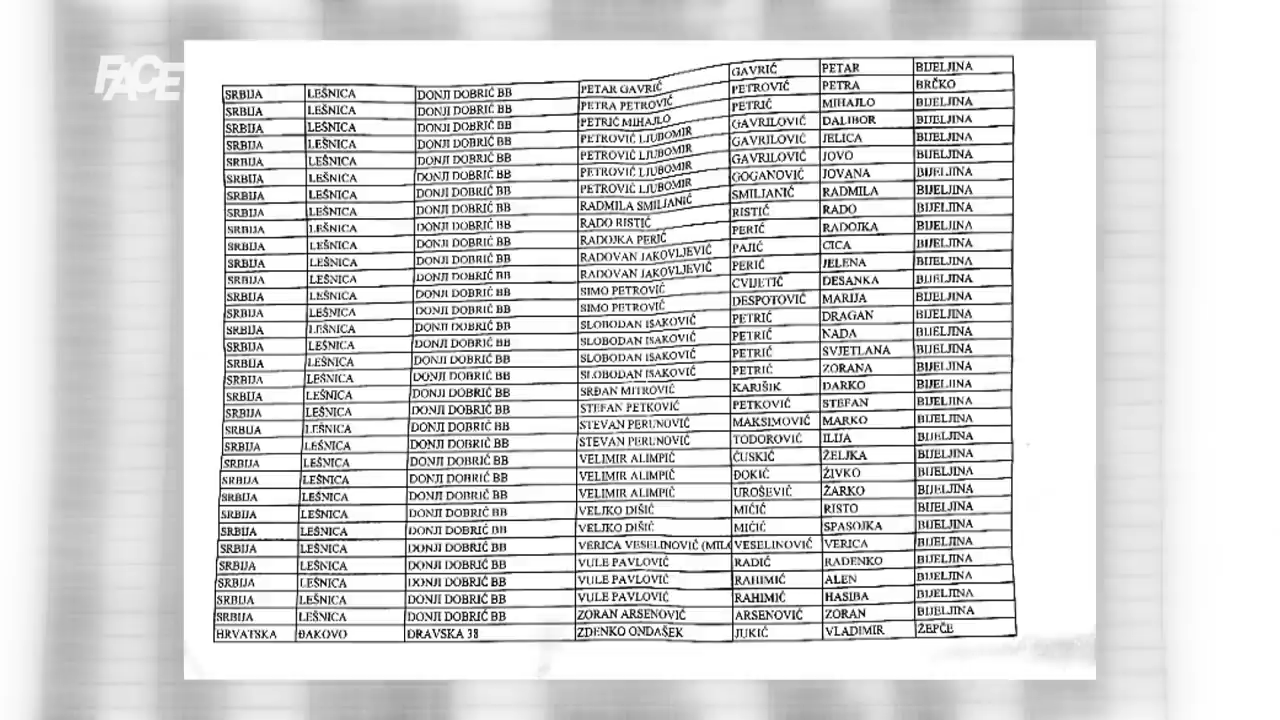 FACE
SRBIJA LEŠNICA DONJI DOBRIĆ BB PETAR GAVRIĆ GAVRIĆ PETAR BIJELJINA
SRBIJA LEŠNICA DONJI DOBRIĆ BB PETRA PETROVIĆ PETROVIĆ PETRA BRČKO
SRBIJA LEŠNICA DONJI DOBRIĆ BB PETRIĆ MIHAJLO PETRIĆ MIHAJLO BIJELJINA
SRBIJA LEŠNICA DONJI DOBRIĆ BB PETROVIĆ LJUBOMIR GAVRILOVIĆ DALIBOR BIJELJINA
SRBIJA LEŠNICA DONJI DOBRIĆ BB PETROVIĆ LJUBOMIR GAVRILOVIĆ JELICA BIJELJINA
SRBIJA LEŠNICA DONJI DOBRIĆ BB PETROVIĆ LJUBOMIR GAVRILOVIĆ JOVO BIJELJINA
SRBIJA LEŠNICA DONJI DOBRIĆ BB PETROVIĆ LJUBOMIR GOGANOVIĆ JOVANA BIJELJINA
SRBIJA LEŠNICA DONJI DOBRIĆ BB RADMILA SMILJANIĆ SMILJANIĆ RADMILA BIJELJINA
SRBIJA LEŠNICA DONJI DOBRIĆ BB RADO RISTIĆ RISTIĆ RADO BIJELJINA
SRBIJA LEŠNICA DONJI DOBRIĆ BB RADOJKA PERIĆ PERIĆ RADOJKA BIJELJINA
SRBIJA LEŠNICA DONJI DOBRIĆ BB RADOVAN JAKOVLJEVIĆ PAJIĆ CICA BIJELJINA
SRBIJA LEŠNICA DONJI DOBRIĆ BB RADOVAN JAKOVLJEVIĆ PERIĆ JELENA BIJELJINA
SRBIJA LEŠNICA DONJI DOBRIĆ BB SIMO PETROVIĆ CVIJETIĆ DESANKA BIJELJINA
SRBIJA LEŠNICA DONJI DOBRIĆ BB SIMO PETROVIĆ DESPOTOVIĆ MARIJA BIJELJINA
SRBIJA LEŠNICA DONJI DOBRIĆ BB SLOBODAN ISAKOVIĆ PETRIĆ DRAGAN BIJELJINA
SRBIJA LEŠNICA DONJI DOBRIĆ BB SLOBODAN ISAKOVIĆ PETRIĆ NADA BIJELJINA
SRBIJA LEŠNICA DONJI DOBRIĆ BB SLOBODAN ISAKOVIĆ PETRIĆ SVJETLANA BIJELJINA
SRBIJA LEŠNICA DONJI DOBRIĆ BB SLOBODAN ISAKOVIĆ PETRIĆ ZORANA BIJELJINA
SRBIJA LEŠNICA DONJI DOBRIĆ BB SRĐAN MITROVIĆ KARIŠIK DARKO BIJELJINA
SRBIJA LEŠNICA DONJI DOBRIĆ BB STEFAN PETKOVIĆ PETKOVIĆ STEFAN BIJELJINA
SRBIJA LEŠNICA DONJI DOBRIĆ BB STEVAN PERUNOVIĆ MAKSIMOVIĆ MARKO BIJELJINA
SRBIJA LEŠNICA DONJI DOBRIĆ BB STEVAN PERUNOVIĆ TODOROVIĆ ILIJA BIJELJINA
SRBIJA LEŠNICA DONJI DOBRIĆ BB VELIMIR ALIMPIĆ ĆUSKIĆ ŽELJKA BIJELJINA
SRBIJA LEŠNICA DONJI DOBRIĆ BB VELIMIR ALIMPIĆ ĐOKIĆ ŽIVKO BIJELJINA
SRBIJA LEŠNICA DONJI DOBRIĆ BB VELIMIR ALIMPIĆ UROŠEVIĆ ŽARKO BIJELJINA
SRBIJA LEŠNICA DONJI DOBRIĆ BB VELJKO DIŠIĆ MIĆIĆ RISTO BIJELJINA
SRBIJA LEŠNICA DONJI DOBRIĆ BB VELJKO DIŠIĆ MIĆIĆ SPASOJKA BIJELJINA
SRBIJA LEŠNICA DONJI DOBRIĆ BB VERICA VESELINOVIĆ (MILO VESELINOVIĆ VERICA BIJELJINA
SRBIJA LEŠNICA DONJI DOBRIĆ BB VULE PAVLOVIĆ RADIĆ RADENKO BIJELJINA
SRBIJA LEŠNICA DONJI DOBRIĆ BB VULE PAVLOVIĆ RAHIMIĆ ALEN BIJELJINA
SRBIJA LEŠNICA DONJI DOBRIĆ BB VULE PAVLOVIĆ RAHIMIĆ HASIBA BIJELJINA
SRBIJA LEŠNICA DONJI DOBRIĆ BB ZORAN ARSENOVIĆ ARSENOVIĆ ZORAN BIJELJINA
HRVATSKA ĐAKOVO DRAVSKA 38 ZDENKO ONDAŠEK JUKIĆ VLADIMIR ŽEPČE